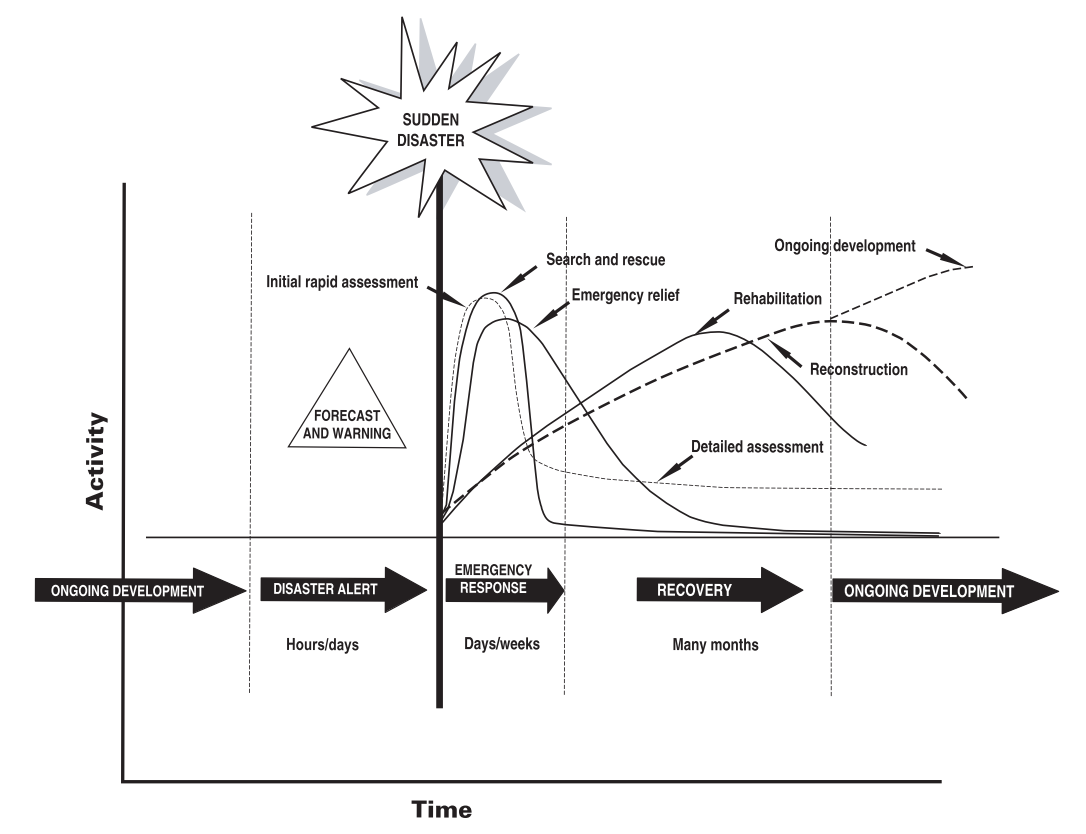 SUDDEN
DISASTER
Ongoing development
Search and rescue
Initial rapid assessment
Emergency relief
Rehabilitation
Reconstruction
FORECAST
AND WARNING
Detailed assessment
Activity
ONGOING DEVELOPMENT
DISASTER ALERT
EMERGENCY
RESPONSE
RECOVERY
ONGOING DEVELOPMENT
Hours/days
Days/weeks
Many months
Time